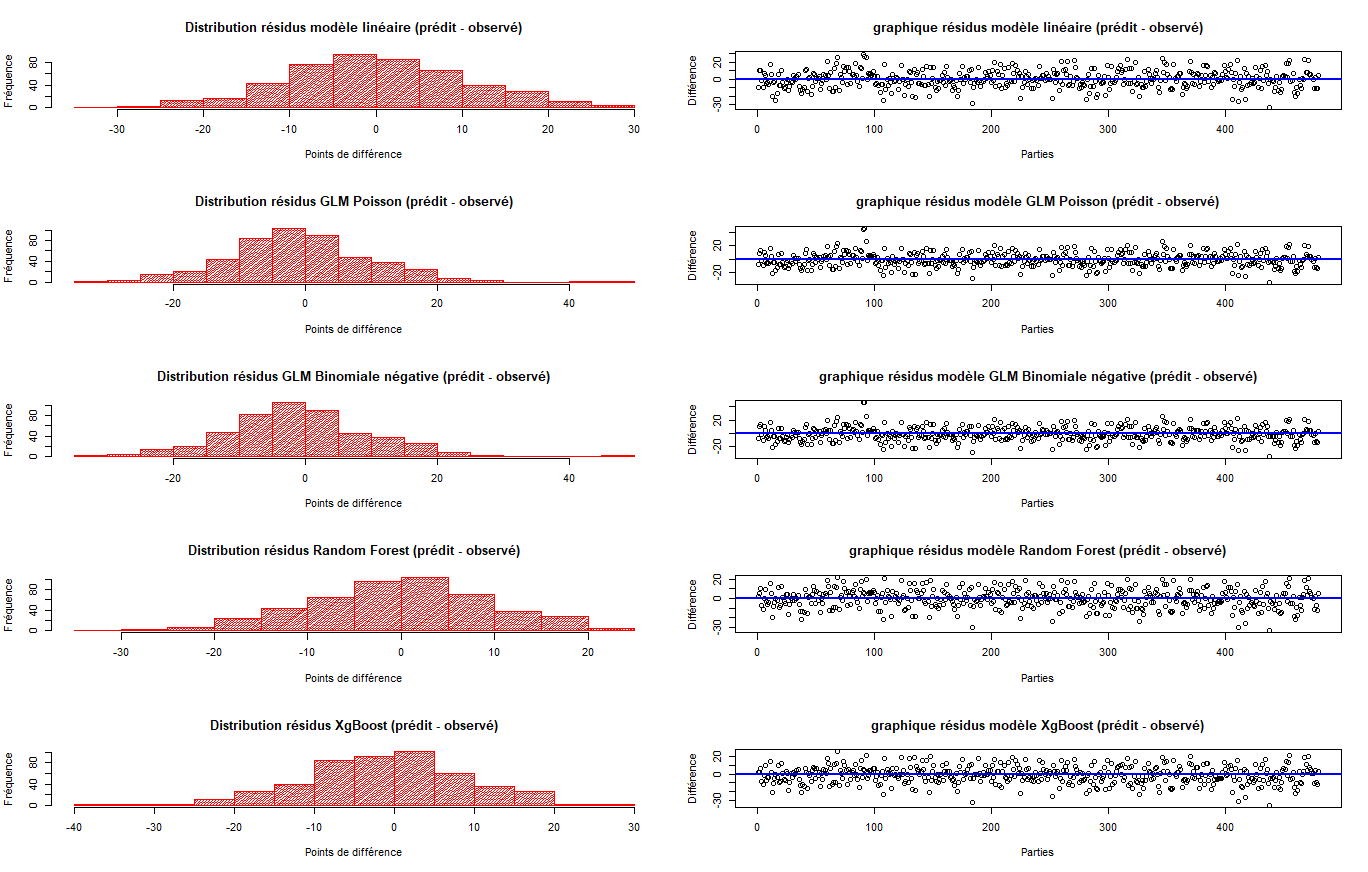 Distribution résidus modèle linéaire (prédit - observé)
Fréquence
0 40 80
-30 -20 -10 0 10 20 30
Points de différence
graphique résidus modèle linéaire (prédit - observé)
Différence
-30 0 20
0 100 200 300 400
Parties
Distribution résidus GLM Poisson (prédit - observé)
Fréquence
0 40 80
-20 0 20 40
Points de différence
graphique résidus modèle GLM Poisson (prédit - observé)
Différence
-20 20
0 100 200 300 400
Parties
Distribution résidus GLM Binomiale négative (prédit - observé)
Fréquence
0 40 80
-20 0 20 40
Points de différence
graphique résidus modèle GLM Binomiale négative (prédit - observé)
Différence
-20 20
0 100 200 300 400
Parties
Distribution résidus Random Forest (prédit - observé)
Fréquence
0 40 80
-30 -20 -10 0 10 20
Points de différence
graphique résidus modèle Random Forest (prédit - observé)
Différence
-30 0 20
0 100 200 300 400
Parties
Distribution résidus XgBoost (prédit - observé)
Fréquence
0 40 80
-40 -30 -20 -10 0 10 20 30
Points de différence
graphique résidus modèle XgBoost (prédit - observé)
Différence
-30 0 20
0 100 200 300 400
Parties